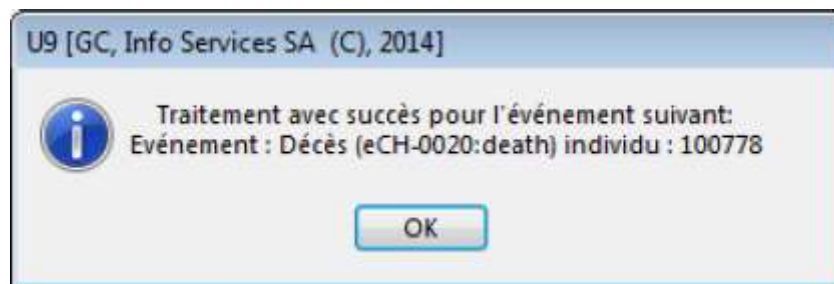 U9 [GC, Info Services SA (C), 2014]
Traitement avec succès pour l'événement suivant:
Evénement : Décès (eCH-0020:death) individu : 100778
OK